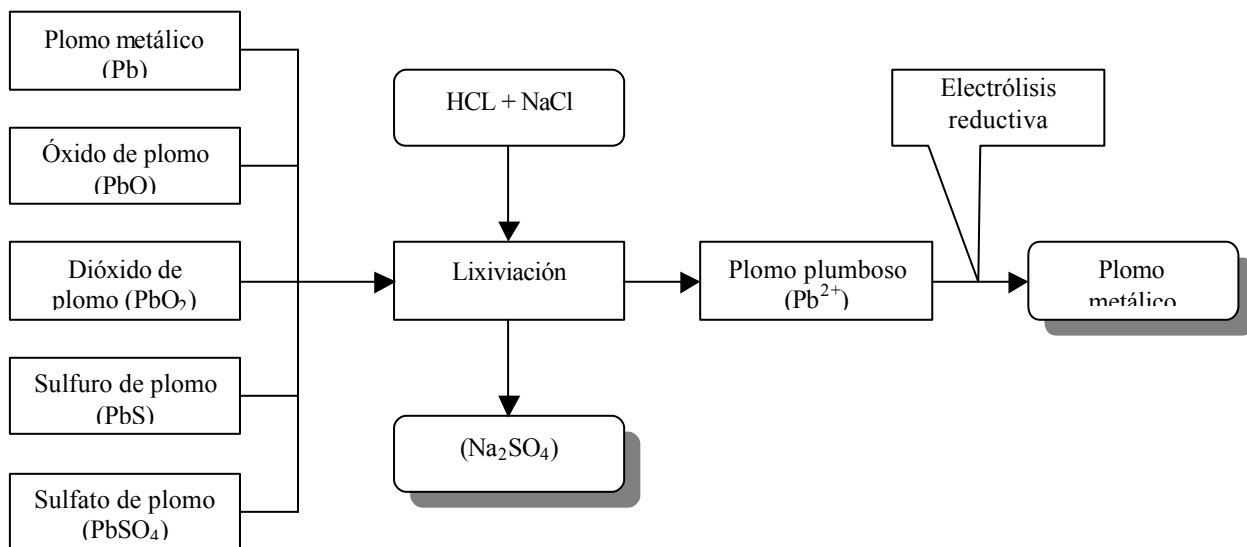 Plomo metálico
(Pb)
Óxido de plomo
(PbO)
Dióxido de
plomo (PbO₂)
Sulfuro de plomo
(PbS)
Sulfato de plomo
(PbSO₄)
HCL + NaCl
Lixiviación
(Na₂SO₄)
Plomo plumboso
(Pb²⁺)
Electrólisis
reductiva
Plomo
metálico